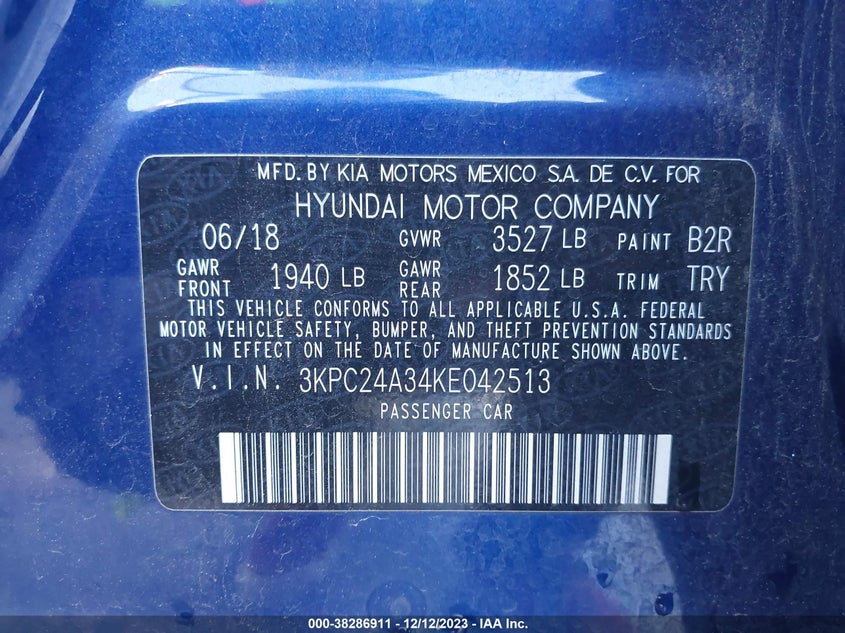 MFD. BY KIA MOTORS MEXICO S.A. DE C.V. FOR
HYUNDAI MOTOR COMPANY
06/18 GVWR 3527 LB PAINT B2R
GAWR FRONT 1940 LB GAWR REAR 1852 LB TRIM TRY
THIS VEHICLE CONFORMS TO ALL APPLICABLE U.S.A. FEDERAL
MOTOR VEHICLE SAFETY, BUMPER, AND THEFT PREVENTION STANDARDS
IN EFFECT ON THE DATE OF MANUFACTURE SHOWN ABOVE.
V.I.N. 3KPC24A34KE042513
PASSENGER CAR
000-38286911 - 12/12/2023 - IAA Inc.